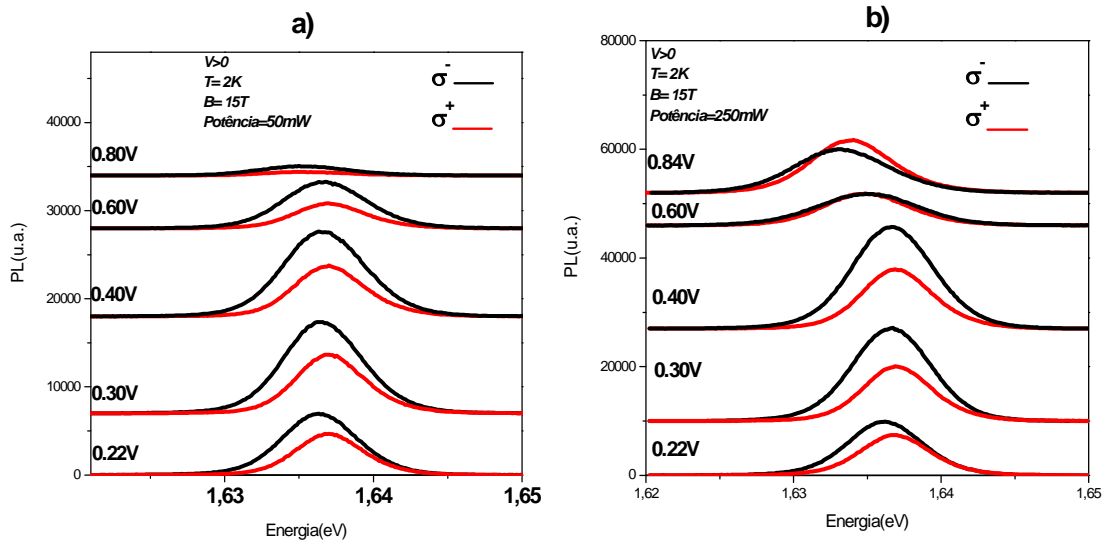 a)
V>0
T= 2K
B= 15T
Potência=50mW
σ-
σ+
40000
30000
20000
10000
0
0.80V
0.60V
0.40V
0.30V
0.22V
PL(u.a.)
1,63
1,64
1,65
Energia(eV)
b)
V>0
T= 2K
B= 15T
Potência=250mW
σ-
σ+
80000
60000
40000
20000
0
0.84V
0.60V
0.40V
0.30V
0.22V
PL(u.a.)
1,62
1,63
1,64
1,65
Energia(eV)